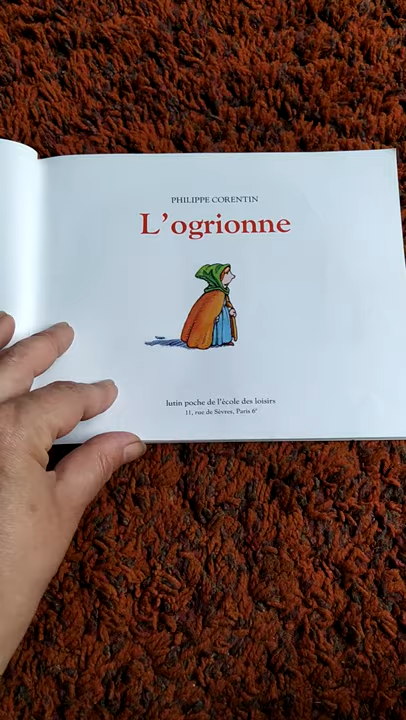 PHILIPPE CORENTIN
L'ogrionne
lutin poche de l'école des loisirs
11, rue de Sèvres, Paris 6e